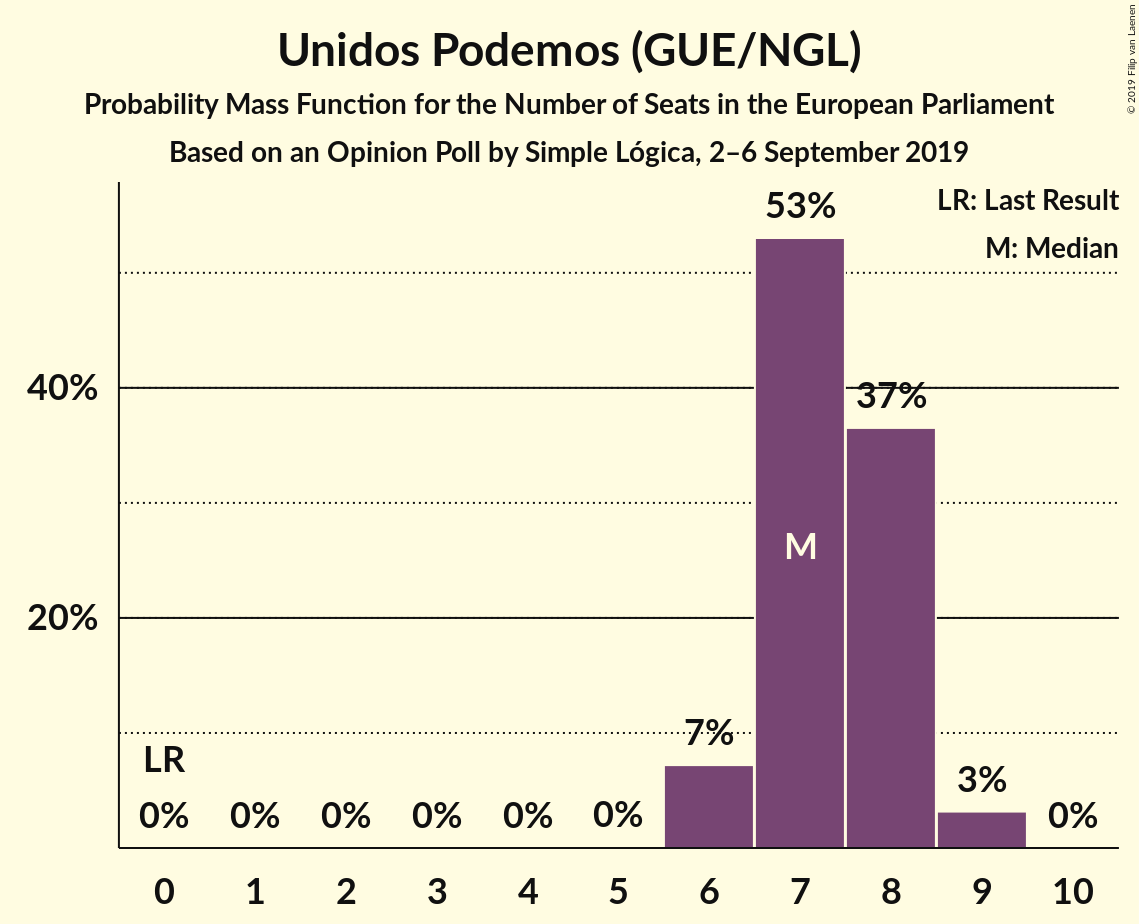 Unidos Podemos (GUE/NGL)
Probability Mass Function for the Number of Seats in the European Parliament
Based on an Opinion Poll by Simple Lógica, 2–6 September 2019
© 2019 Filip van Laenen
LR: Last Result
M: Median
53%
40%
37%
M
20%
7%
LR
3%
0% 0% 0% 0% 0% 0% 0%
0 1 2 3 4 5 6 7 8 9 10